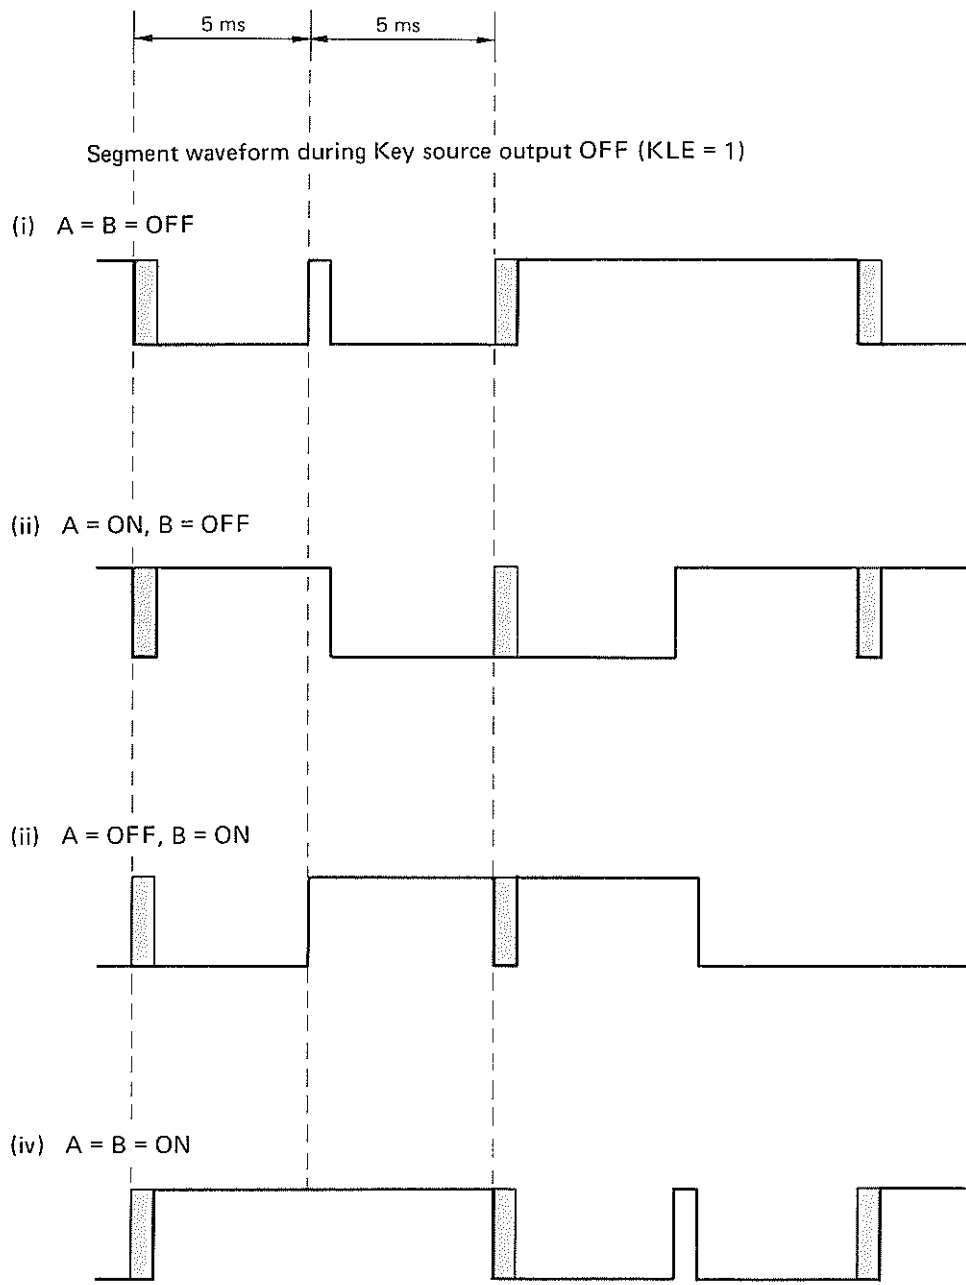 5 ms 5 ms
Segment waveform during Key source output OFF (KLE = 1)
(i) A = B = OFF
(ii) A = ON, B = OFF
(ii) A = OFF, B = ON
(iv) A = B = ON